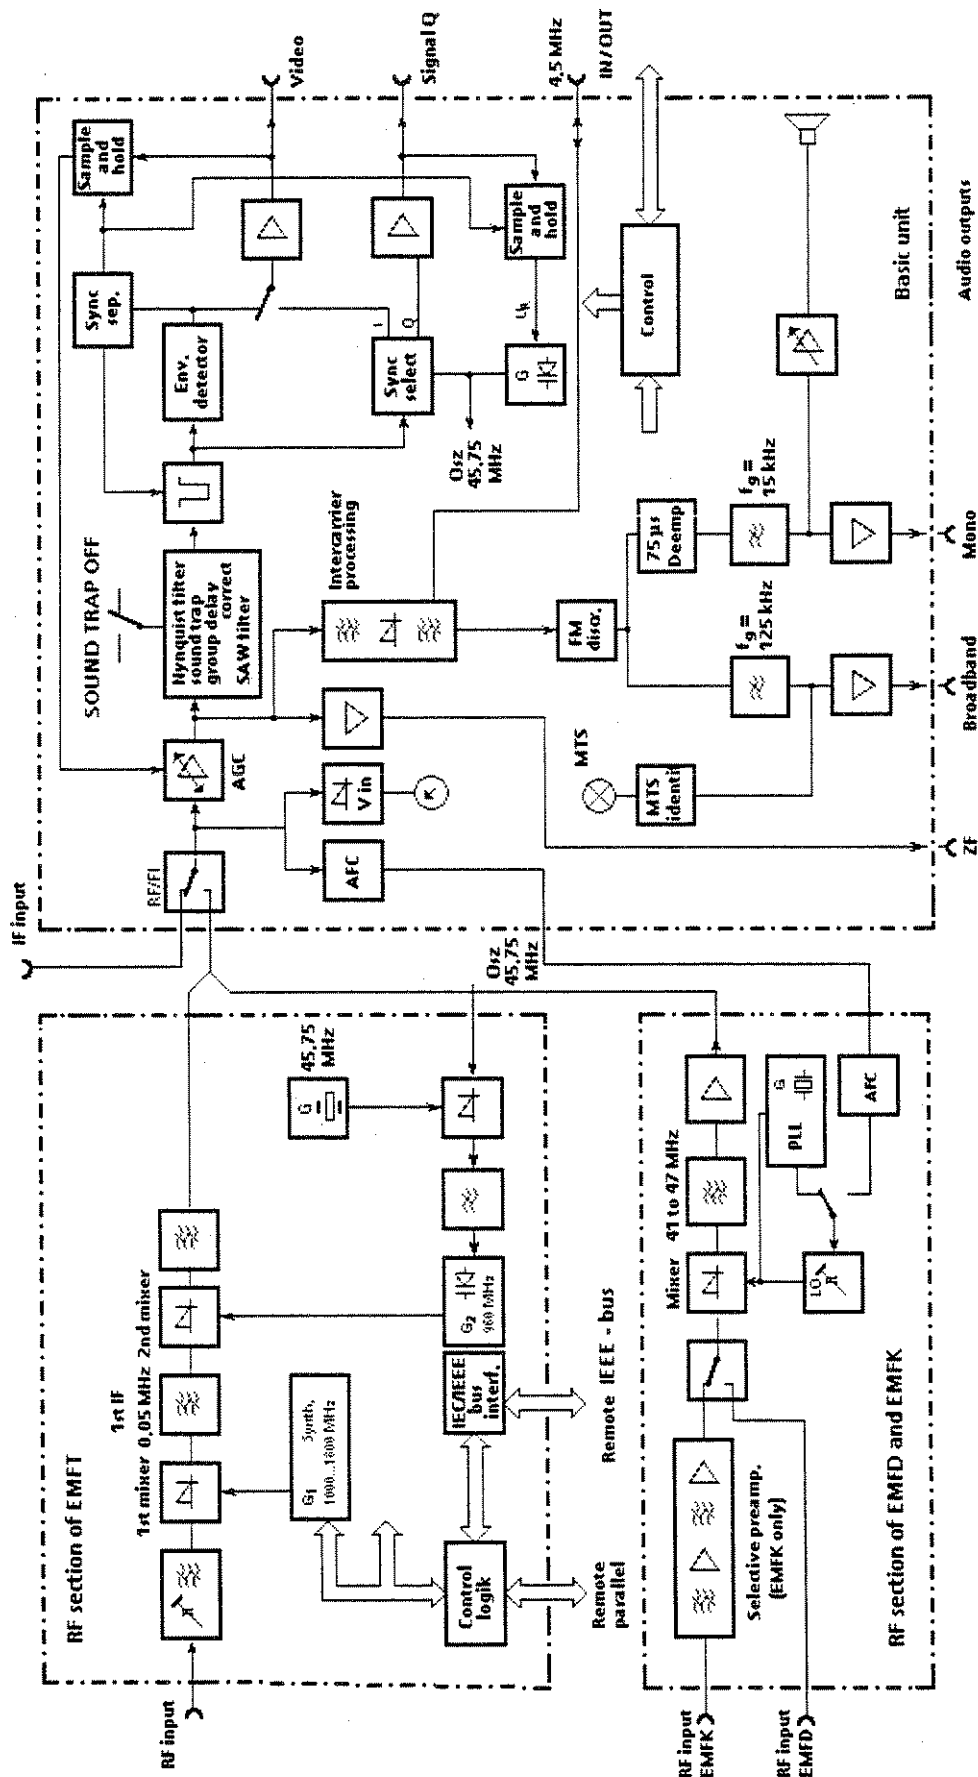 RF section of EMFT
1st IF
1st mixer 0,05 MHz 2nd mixer
RF input
G1
Synth,
1000...1800 MHz
45,75
MHz
G
G2
960 MHz
Control
logik
IEC/IEEE
bus
interf.
Remote
parallel
Remote IEEE - bus
Osz
45,75
MHz
RF input
EMFK
RF input
EMFD
Selective preamp.
(EMFK only)
Mixer
41 to 47 MHz
LO
PLL
G
AFC
RF section of EMFD and EMFK
IF input
RF/FI
AGC
SOUND TRAP OFF
Nynquist filter
sound trap
group delay
correct
SAW filter
Env.
detector
Sync
sep.
Sample
and
hold
Video
Signal Q
4,5 MHz
IN/OUT
I
Q
Sync
select
Osz
45,75
MHz
UR
G
Sample
and
hold
AFC
V in
K
Intercarrier
processing
Control
FM
discr.
75 µs
Deemp
fg =
15 kHz
fg =
125 kHz
MTS
MTS
identif
Basic unit
Audio outputs
ZF
Broadband
Mono